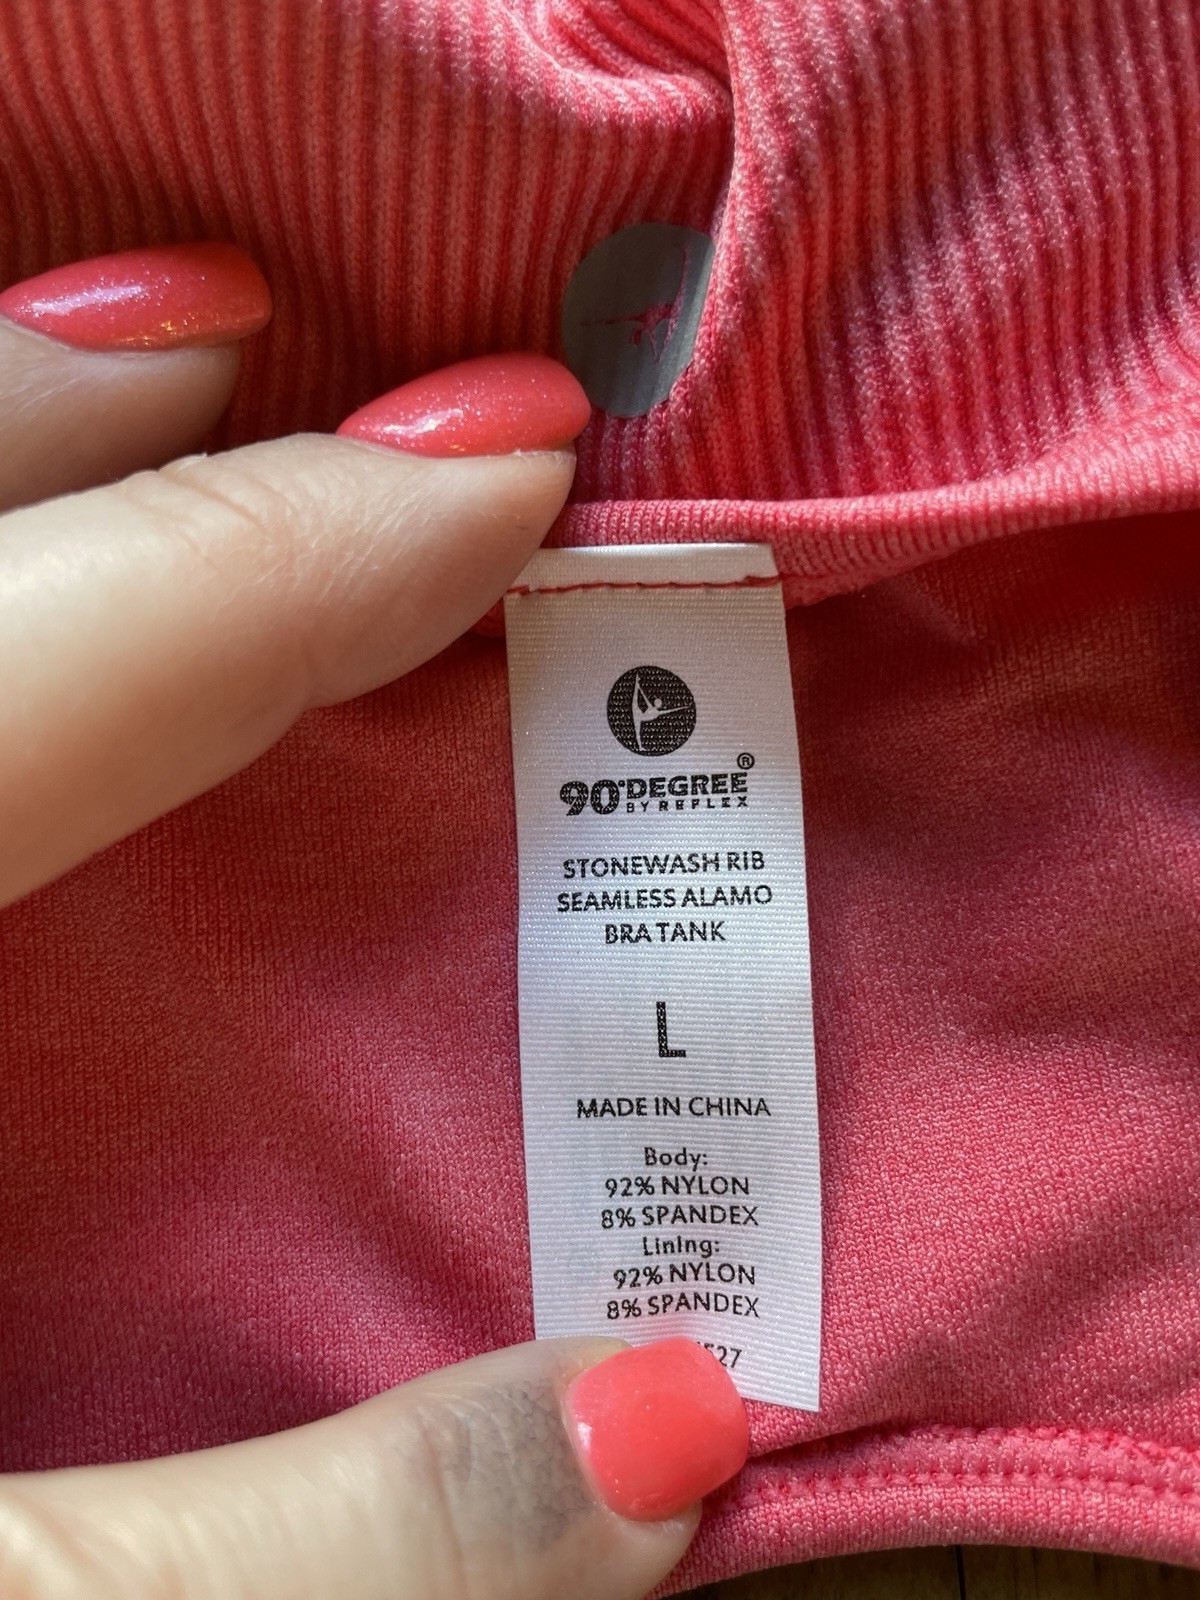 90°DEGREE®
BY REFLEX
STONEWASH RIB
SEAMLESS ALAMO
BRA TANK
L
MADE IN CHINA
Body:
92% NYLON
8% SPANDEX
Lining:
92% NYLON
8% SPANDEX